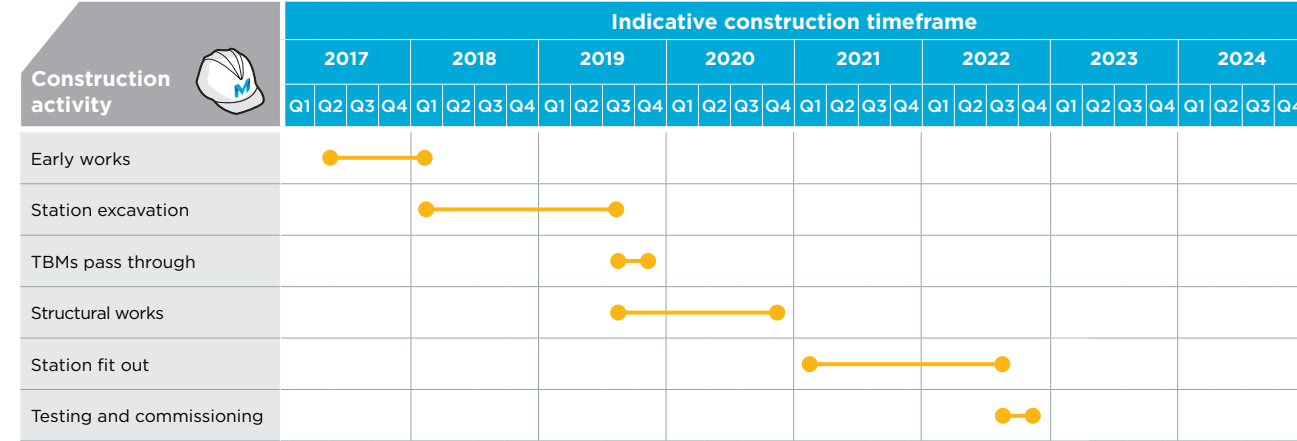 Indicative construction timeframe
2017 2018 2019 2020 2021 2022 2023 2024
Construction
activity
Q1 Q2 Q3 Q4 Q1 Q2 Q3 Q4 Q1 Q2 Q3 Q4 Q1 Q2 Q3 Q4 Q1 Q2 Q3 Q4 Q1 Q2 Q3 Q4 Q1 Q2 Q3 Q4 Q1 Q2 Q3 Q4
M
Early works
Station excavation
TBMs pass through
Structural works
Station fit out
Testing and commissioning